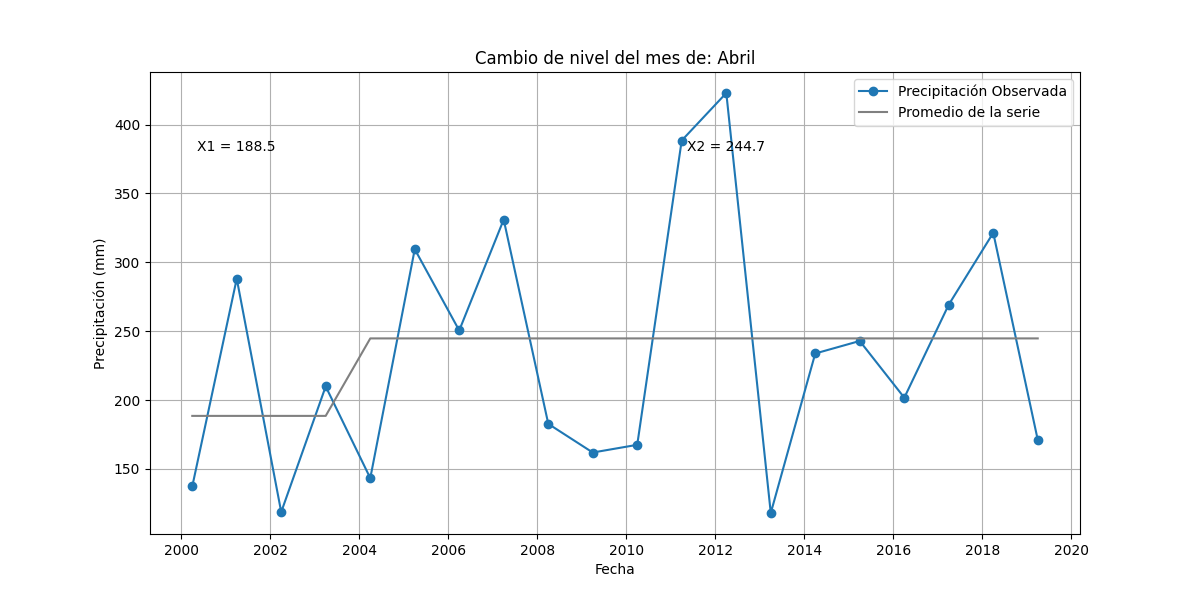 Cambio de nivel del mes de: Abril
Precipitación Observada
Promedio de la serie
X1 = 188.5
X2 = 244.7
Precipitación (mm)
400
350
300
250
200
150
2000 2002 2004 2006 2008 2010 2012 2014 2016 2018 2020
Fecha